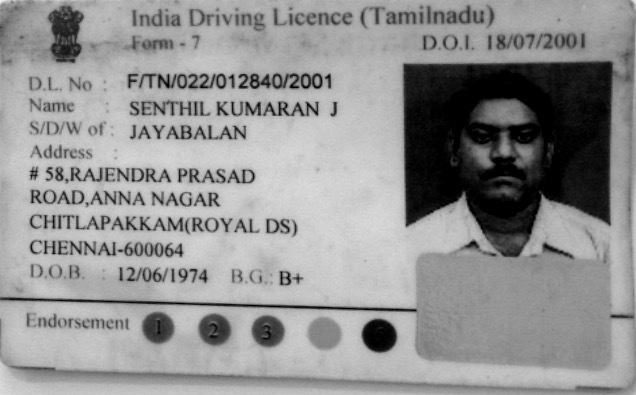 India Driving Licence (Tamilnadu)
Form - 7 D.O.I. 18/07/2001
D.L. No : F/TN/022/012840/2001
Name : SENTHIL KUMARAN J
S/D/W of : JAYABALAN
Address :
# 58,RAJENDRA PRASAD
ROAD,ANNA NAGAR
CHITLAPAKKAM(ROYAL DS)
CHENNAI-600064
D.O.B. : 12/06/1974 B.G.: B+
Endorsement 1 2 3